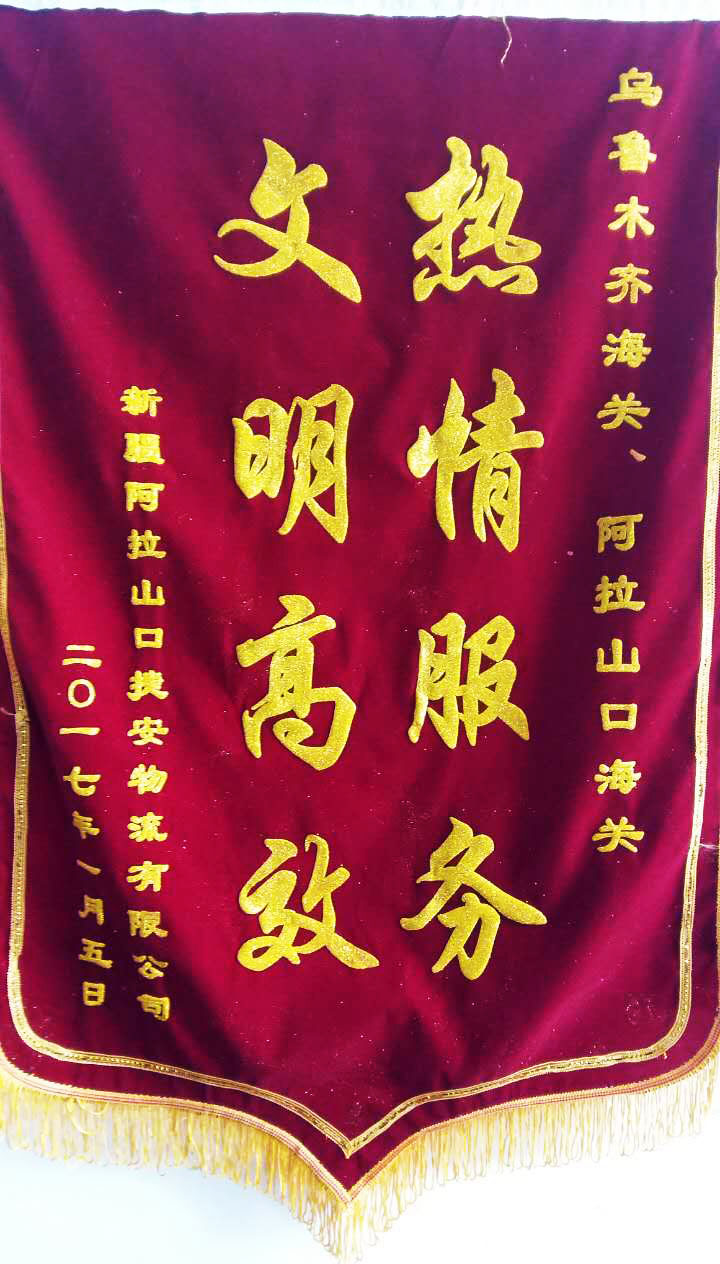 乌鲁木齐海关、阿拉山口海关
热情服务
文明高效
新疆阿拉山口捷安物流有限公司
二〇一七年一月五日